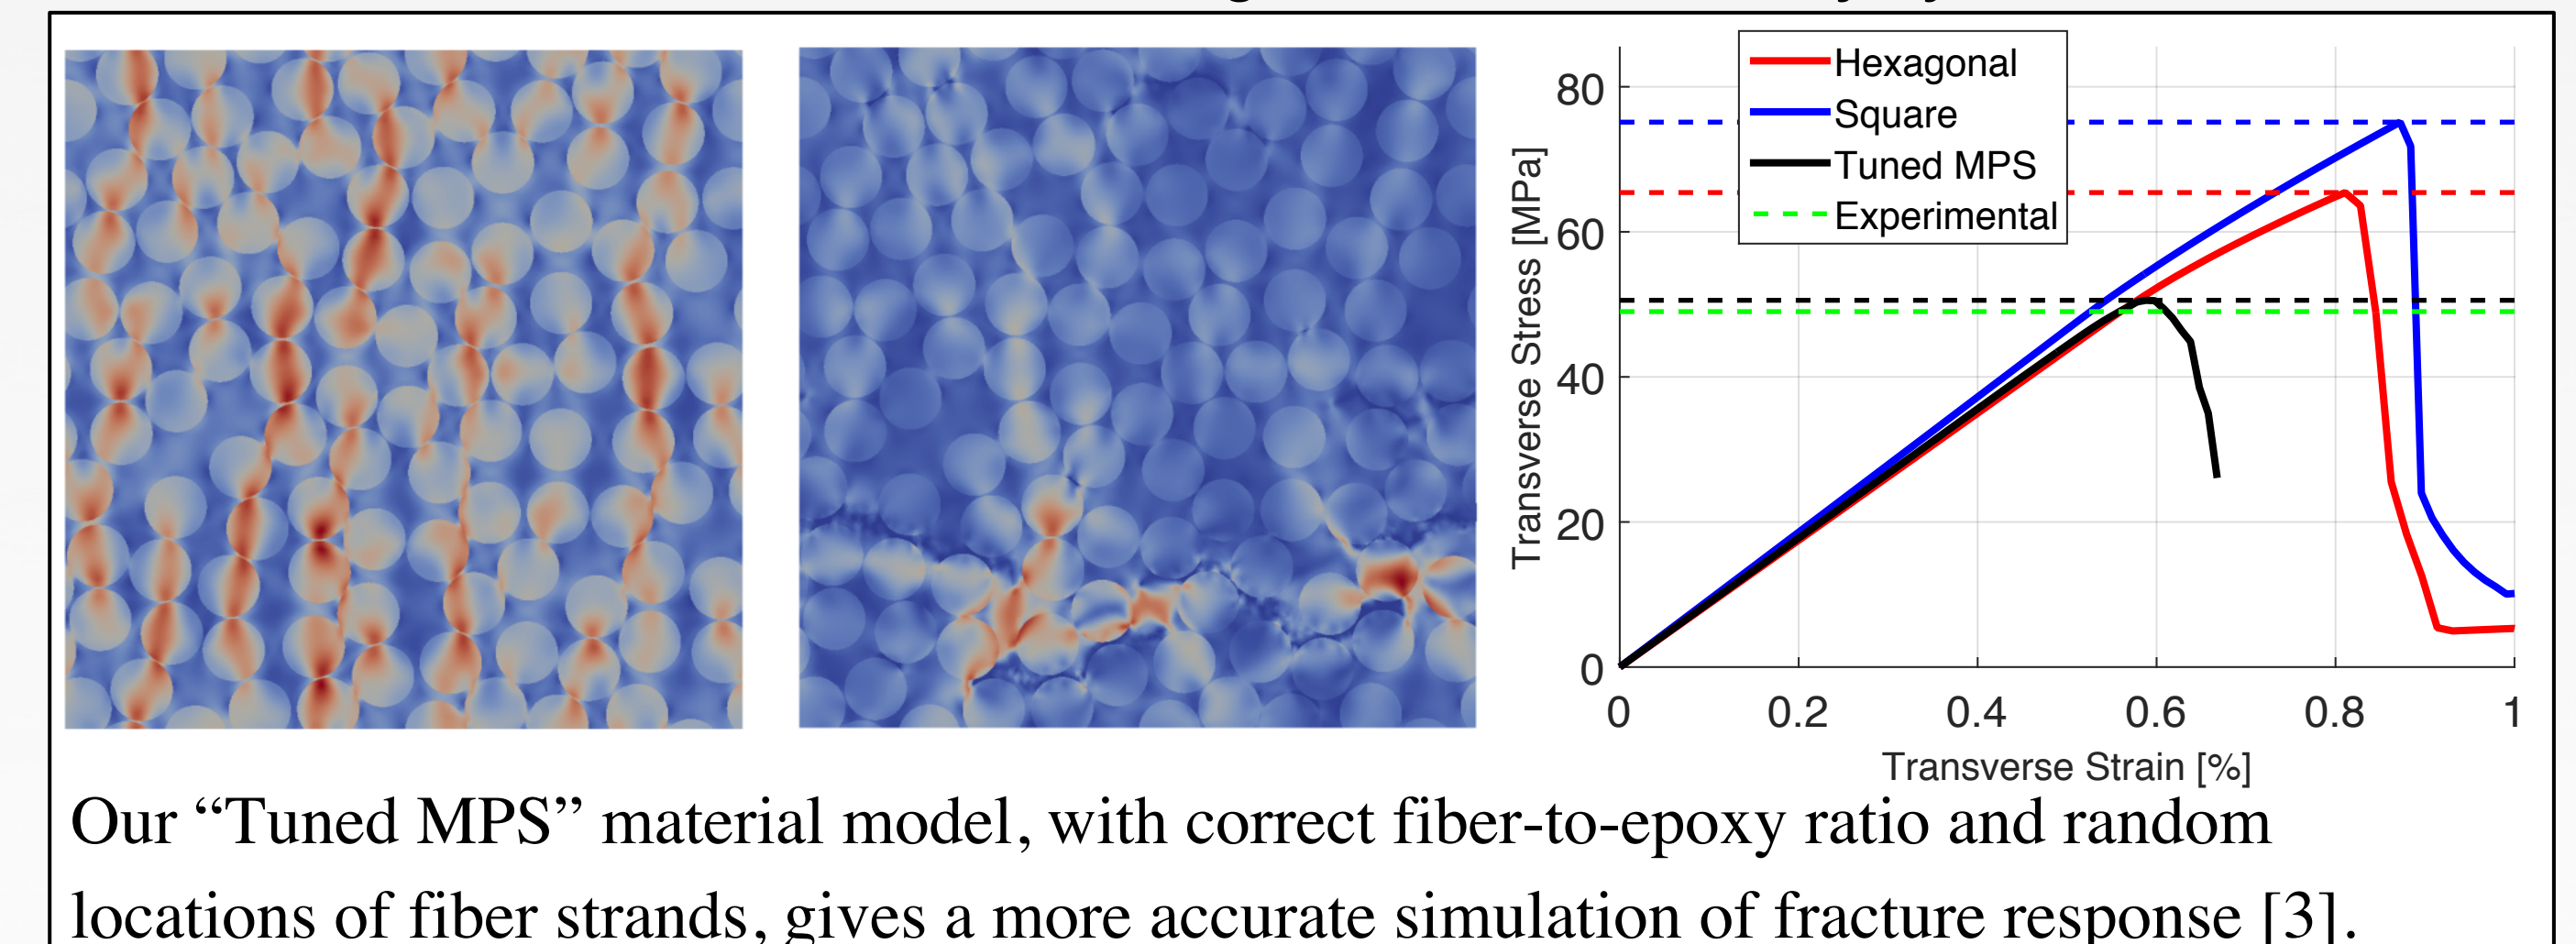 Hexagonal
Square
Tuned MPS
Experimental
Transverse Stress [MPa]
80
60
40
20
0
0 0.2 0.4 0.6 0.8 1
Transverse Strain [%]
Our “Tuned MPS” material model, with correct fiber-to-epoxy ratio and random
locations of fiber strands, gives a more accurate simulation of fracture response [3].